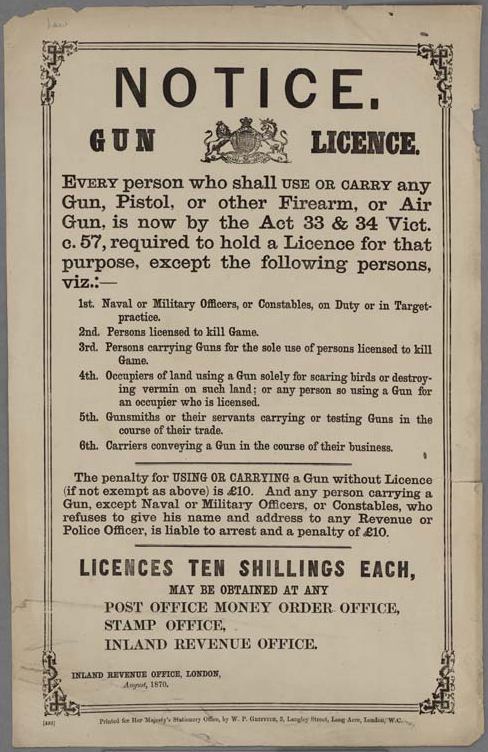 Law
NOTICE.
GUN LICENCE.
EVERY person who shall USE OR CARRY any
Gun, Pistol, or other Firearm, or Air
Gun, is now by the Act 33 & 34 Vict.
c. 57, required to hold a Licence for that
purpose, except the following persons,
viz.:—
1st. Naval or Military Officers, or Constables, on Duty or in Target-
practice.
2nd. Persons licensed to kill Game.
3rd. Persons carrying Guns for the sole use of persons licensed to kill
Game.
4th. Occupiers of land using a Gun solely for scaring birds or destroy-
ing vermin on such land; or any person so using a Gun for
an occupier who is licensed.
5th. Gunsmiths or their servants carrying or testing Guns in the
course of their trade.
6th. Carriers conveying a Gun in the course of their business.
The penalty for USING OR CARRYING a Gun without Licence
(if not exempt as above) is £10. And any person carrying a
Gun, except Naval or Military Officers, or Constables, who
refuses to give his name and address to any Revenue or
Police Officer, is liable to arrest and a penalty of £10.
LICENCES TEN SHILLINGS EACH,
MAY BE OBTAINED AT ANY
POST OFFICE MONEY ORDER OFFICE,
STAMP OFFICE,
INLAND REVENUE OFFICE.
INLAND REVENUE OFFICE, LONDON,
August, 1870.
Printed for Her Majesty's Stationery Office, by W. P. GRIFFITH, 3, Langley Street, Long Acre, London, W.C.